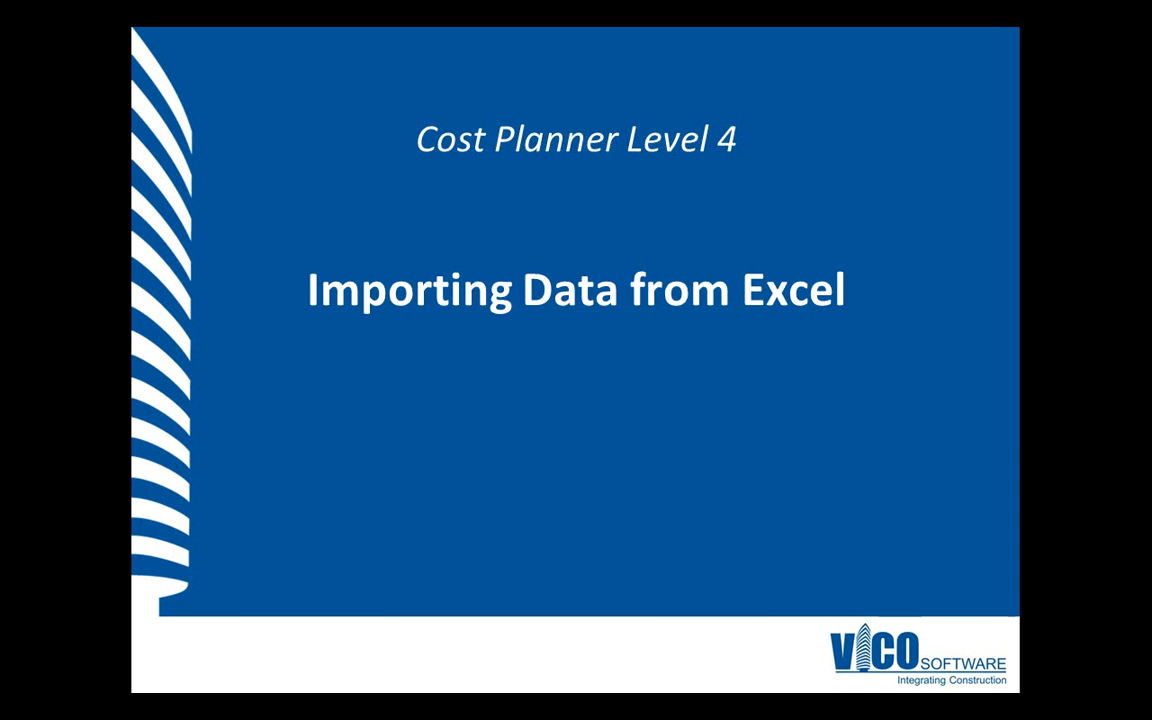 Cost Planner Level 4
Importing Data from Excel
VICO SOFTWARE
Integrating Construction